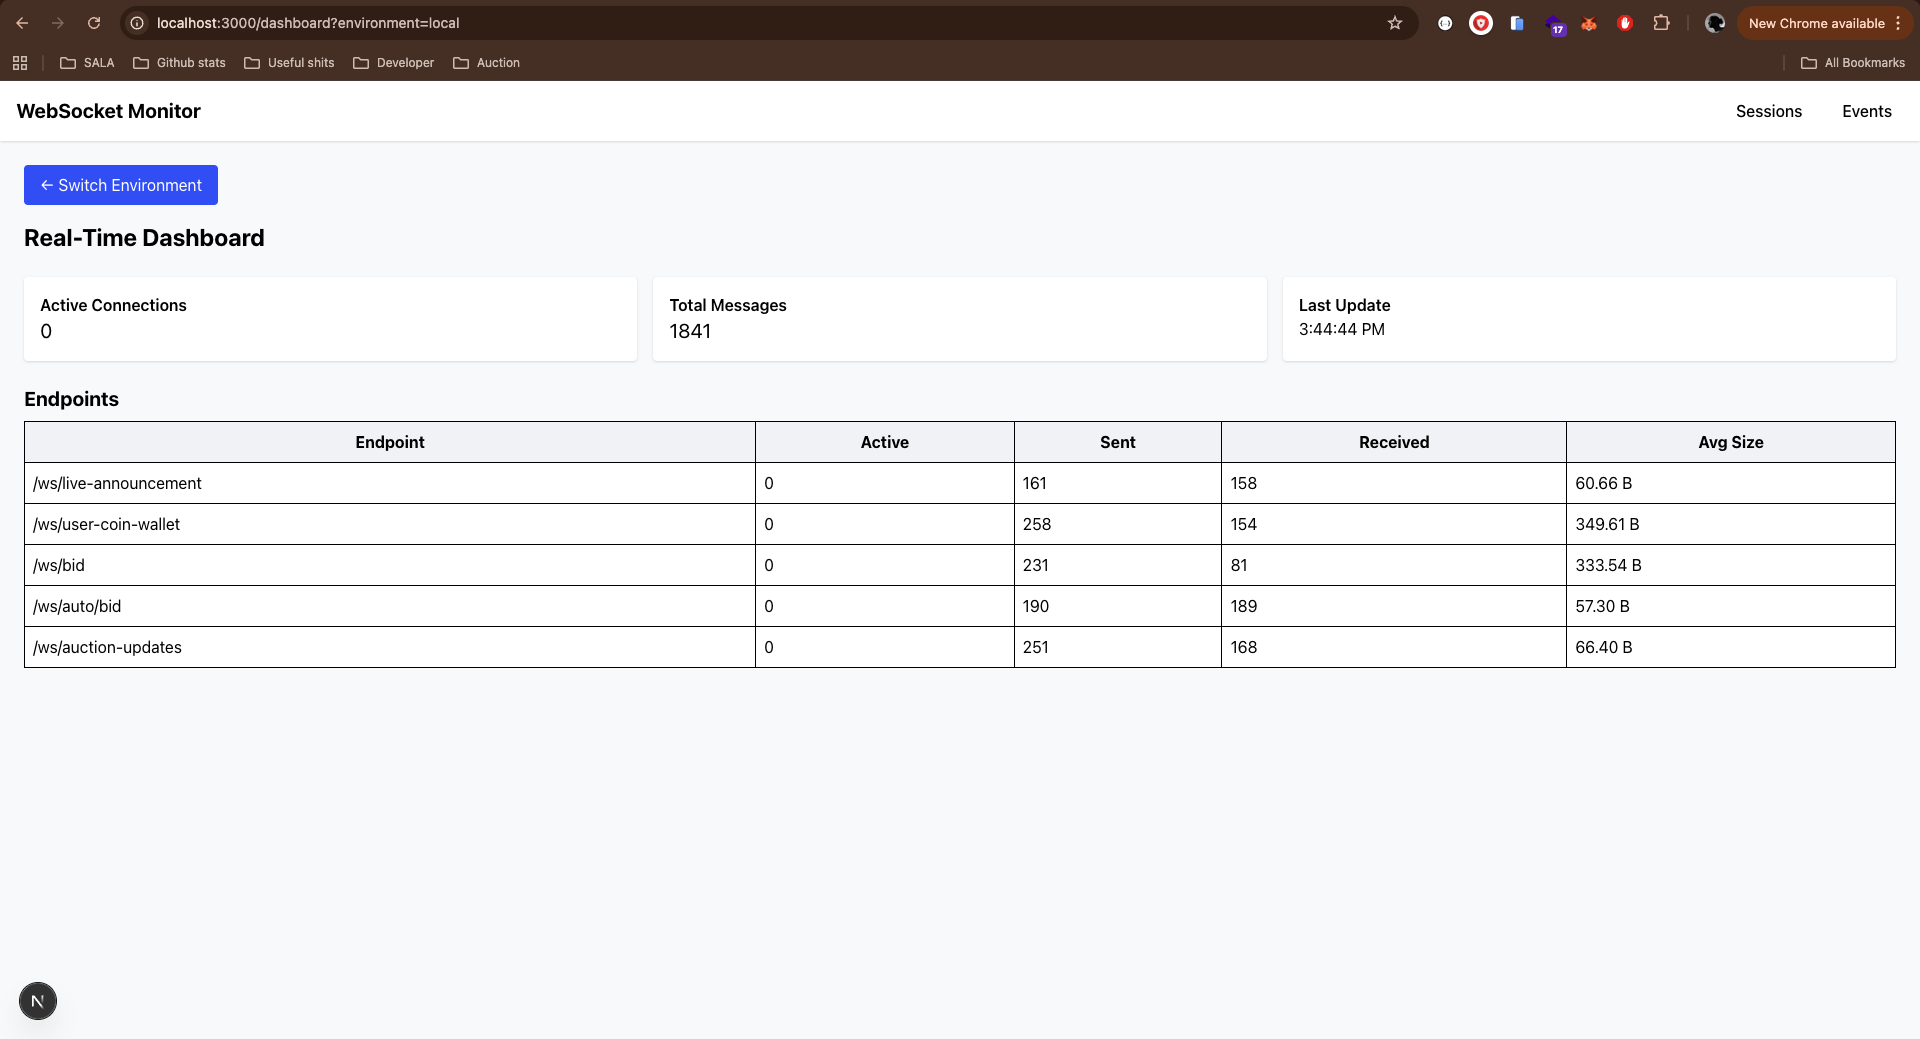 localhost:3000/dashboard?environment=local
17
New Chrome available
SALA
Github stats
Useful shits
Developer
Auction
All Bookmarks
WebSocket Monitor
Sessions
Events
← Switch Environment
Real-Time Dashboard
Active Connections
0
Total Messages
1841
Last Update
3:44:44 PM
Endpoints
Endpoint Active Sent Received Avg Size
/ws/live-announcement 0 161 158 60.66 B
/ws/user-coin-wallet 0 258 154 349.61 B
/ws/bid 0 231 81 333.54 B
/ws/auto/bid 0 190 189 57.30 B
/ws/auction-updates 0 251 168 66.40 B
N